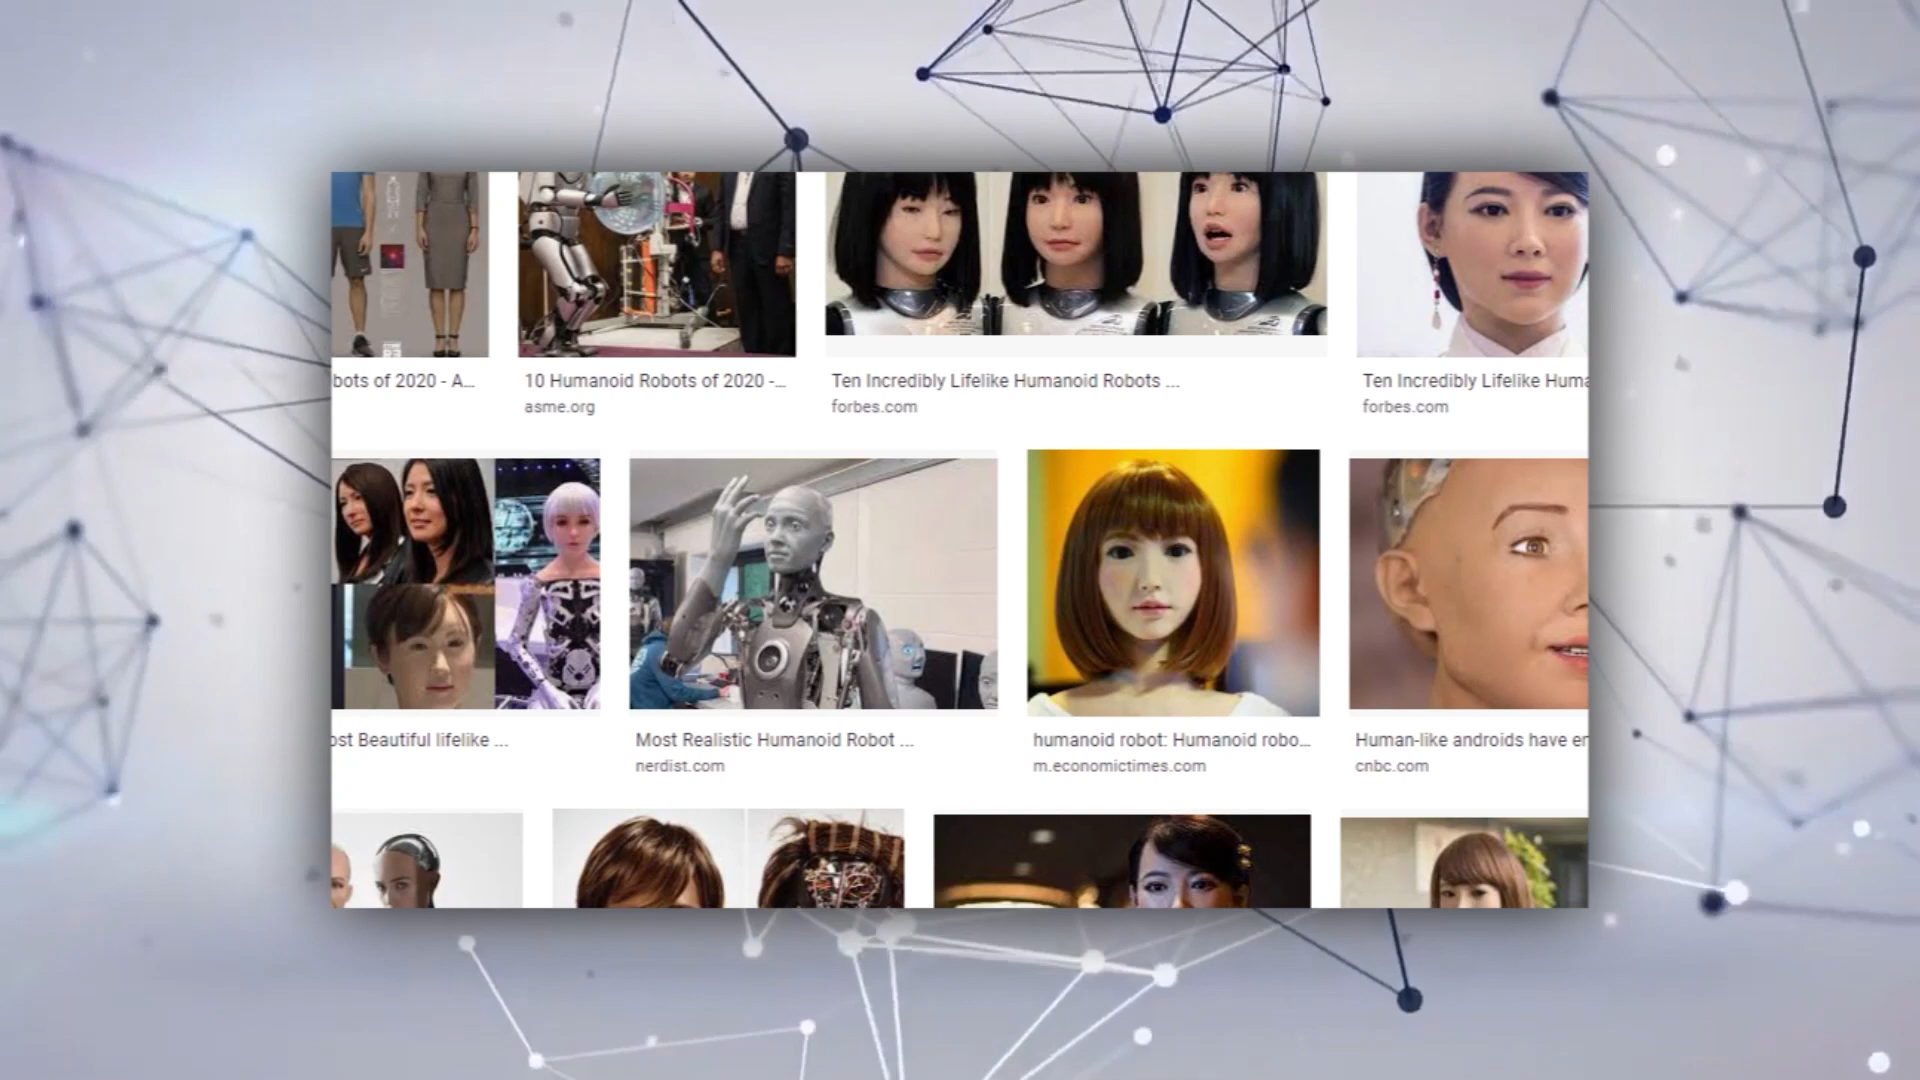 bots of 2020 - A...
10 Humanoid Robots of 2020 -...
asme.org
Ten Incredibly Lifelike Humanoid Robots ...
forbes.com
Ten Incredibly Lifelike Huma
forbes.com
ost Beautiful lifelike ...
Most Realistic Humanoid Robot ...
nerdist.com
humanoid robot: Humanoid robo...
m.economictimes.com
Human-like androids have er
cnbc.com